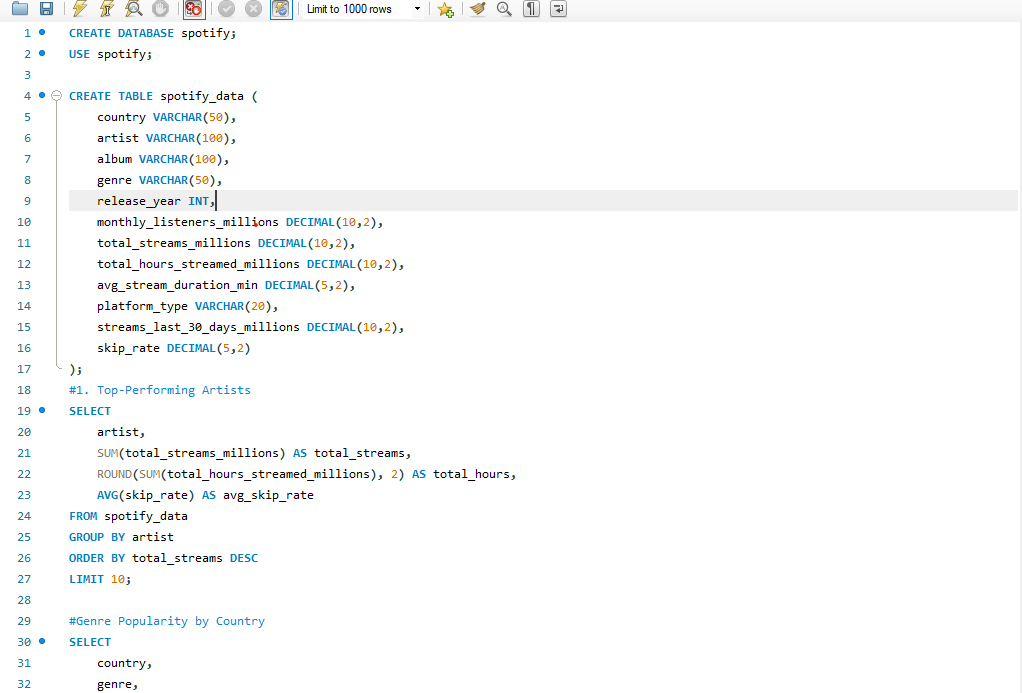 Limit to 1000 rows
1 CREATE DATABASE spotify;
2 USE spotify;
3
4 CREATE TABLE spotify_data (
5 country VARCHAR(50),
6 artist VARCHAR(100),
7 album VARCHAR(100),
8 genre VARCHAR(50),
9 release_year INT,
10 monthly_listeners_millions DECIMAL(10,2),
11 total_streams_millions DECIMAL(10,2),
12 total_hours_streamed_millions DECIMAL(10,2),
13 avg_stream_duration_min DECIMAL(5,2),
14 platform_type VARCHAR(20),
15 streams_last_30_days_millions DECIMAL(10,2),
16 skip_rate DECIMAL(5,2)
17 );
18 #1. Top-Performing Artists
19 SELECT
20 artist,
21 SUM(total_streams_millions) AS total_streams,
22 ROUND(SUM(total_hours_streamed_millions), 2) AS total_hours,
23 AVG(skip_rate) AS avg_skip_rate
24 FROM spotify_data
25 GROUP BY artist
26 ORDER BY total_streams DESC
27 LIMIT 10;
28
29 #Genre Popularity by Country
30 SELECT
31 country,
32 genre,